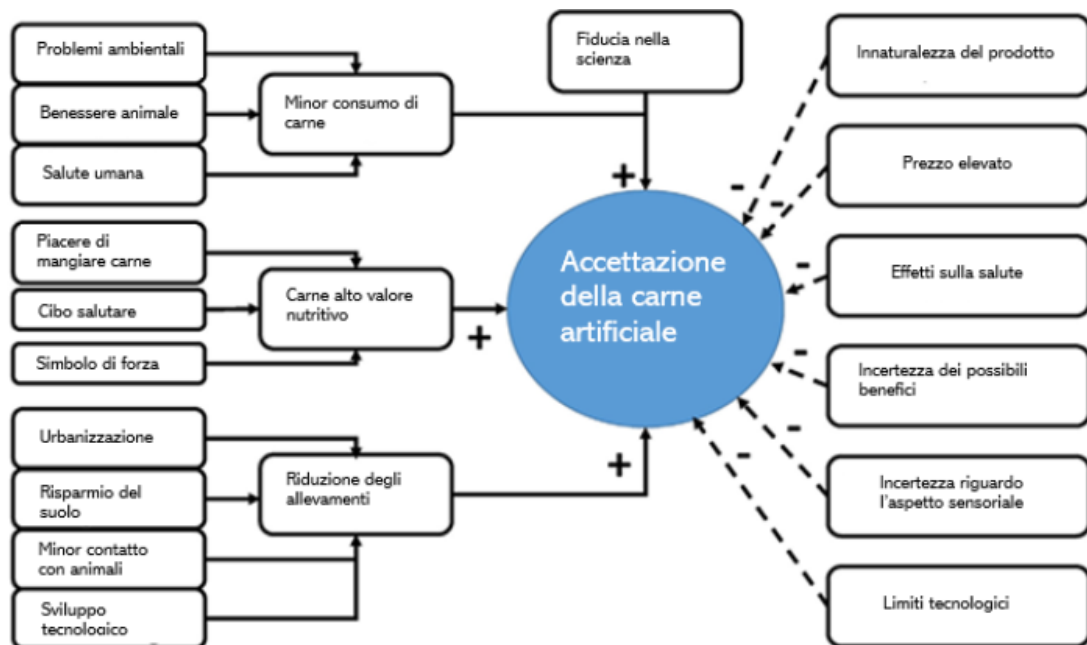 Problemi ambientali
Benessere animale
Salute umana
Minor consumo di
carne
Fiducia nella
scienza
+
Piacere di
mangiare carne
Cibo salutare
Simbolo di forza
Carne alto valore
nutritivo
+
Urbanizzazione
Risparmio del
suolo
Minor contatto
con animali
Sviluppo
tecnologico
Riduzione degli
allevamenti
+
Accettazione
della carne
artificiale
Innaturalezza del prodotto
-
Prezzo elevato
-
Effetti sulla salute
-
Incertezza dei possibili
benefici
-
Incertezza riguardo
l'aspetto sensoriale
-
Limiti tecnologici
-